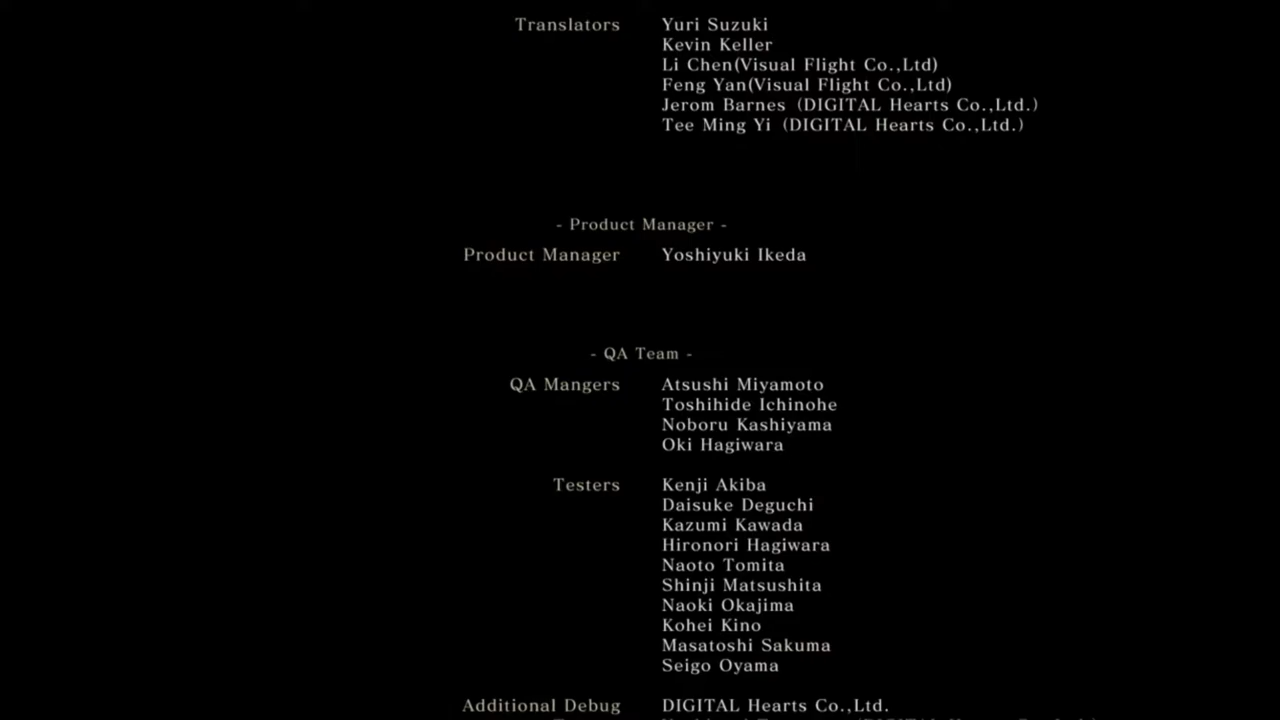 Translators Yuri Suzuki
Kevin Keller
Li Chen(Visual Flight Co.,Ltd)
Feng Yan(Visual Flight Co.,Ltd)
Jerom Barnes (DIGITAL Hearts Co.,Ltd.)
Tee Ming Yi (DIGITAL Hearts Co.,Ltd.)
- Product Manager -
Product Manager Yoshiyuki Ikeda
- QA Team -
QA Mangers Atsushi Miyamoto
Toshihide Ichinohe
Noboru Kashiyama
Oki Hagiwara
Testers Kenji Akiba
Daisuke Deguchi
Kazumi Kawada
Hironori Hagiwara
Naoto Tomita
Shinji Matsushita
Naoki Okajima
Kohei Kino
Masatoshi Sakuma
Seigo Oyama
Additional Debug DIGITAL Hearts Co.,Ltd.